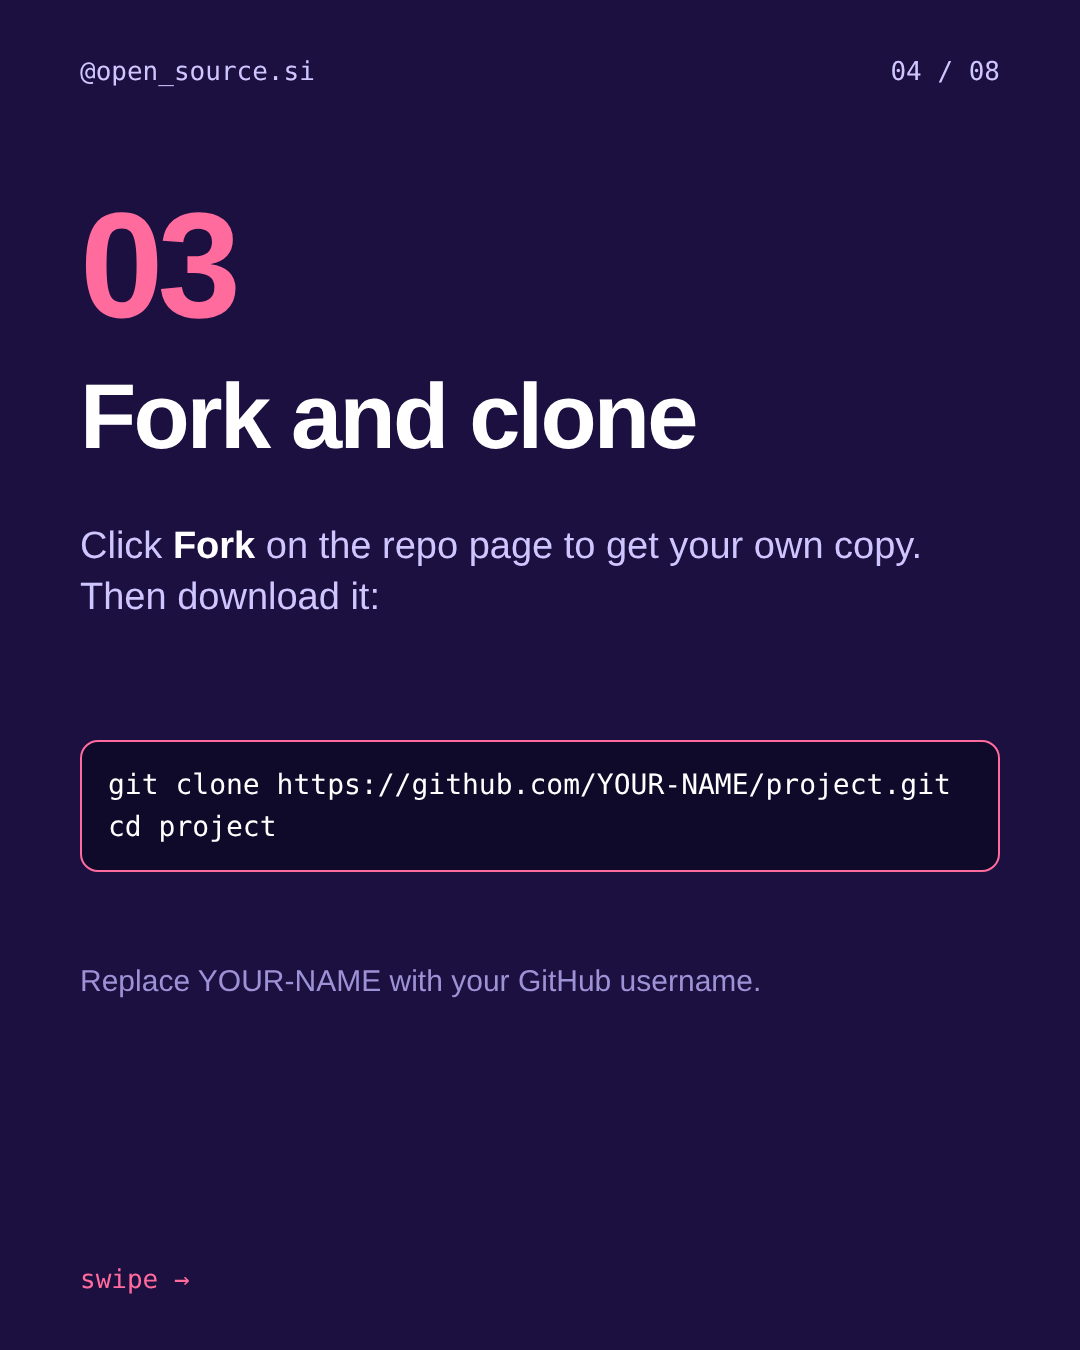 @open_source.si
04 / 08
03
Fork and clone
Click Fork on the repo page to get your own copy.
Then download it:
git clone https://github.com/YOUR-NAME/project.git
cd project
Replace YOUR-NAME with your GitHub username.
swipe →